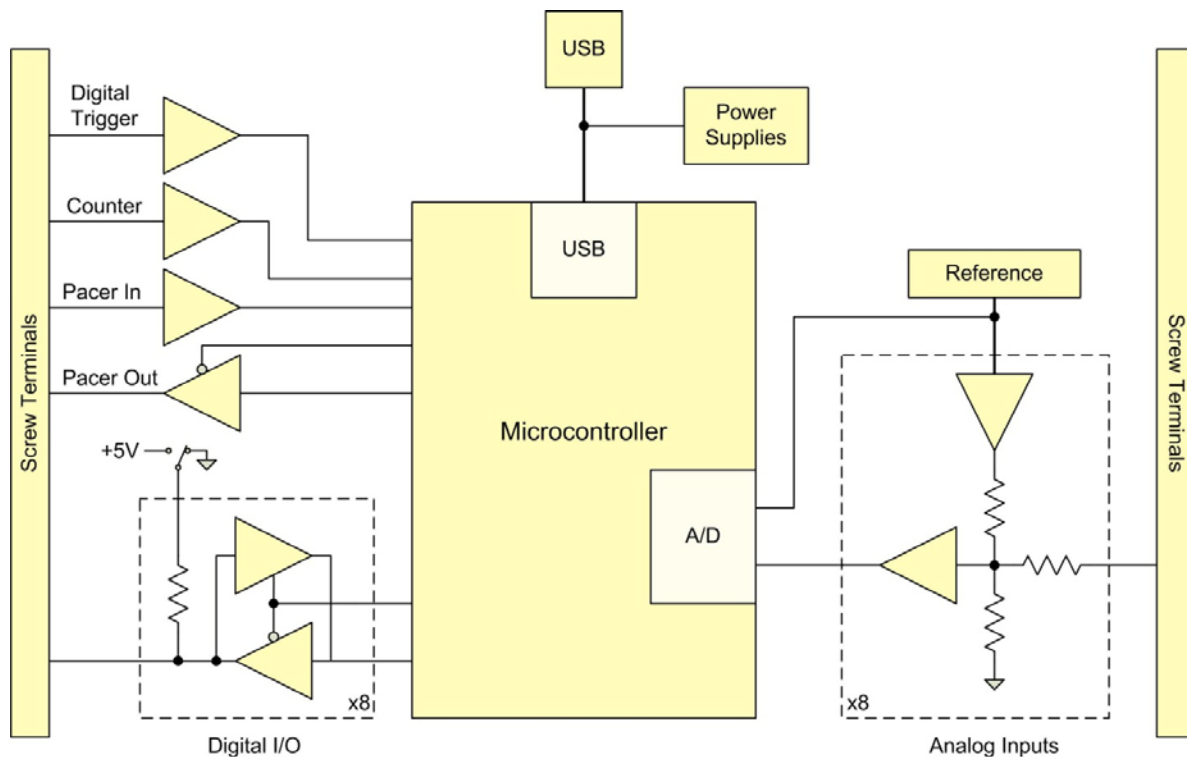 USB
Power
Supplies
Digital
Trigger
Counter
Pacer In
Pacer Out
+5V
Screw Terminals
USB
Microcontroller
A/D
Reference
Screw Terminals
x8
Digital I/O
x8
Analog Inputs